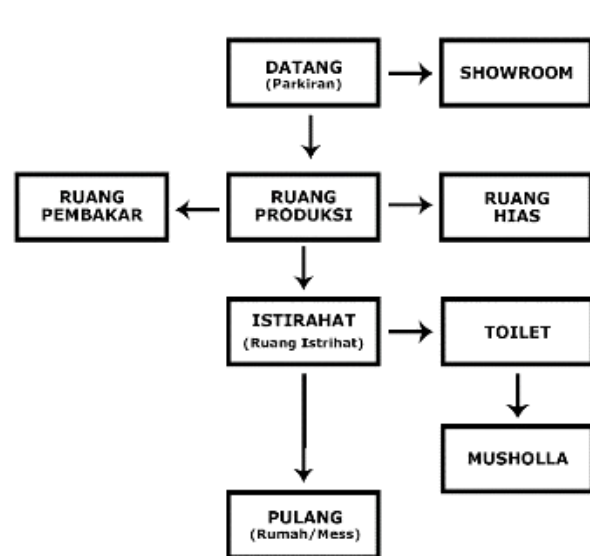 DATANG
(Parkiran)
SHOWROOM
RUANG
PEMBAKAR
RUANG
PRODUKSI
RUANG
HIAS
ISTIRAHAT
(Ruang Istrihat)
TOILET
MUSHOLLA
PULANG
(Rumah/Mess)